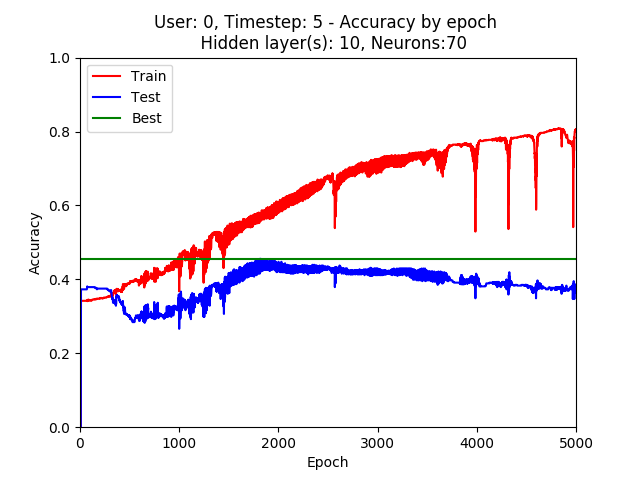 User: 0, Timestep: 5 - Accuracy by epoch
Hidden layer(s): 10, Neurons:70
Train
Test
Best
1.0
0.8
0.6
0.4
0.2
0.0
Accuracy
0 1000 2000 3000 4000 5000
Epoch